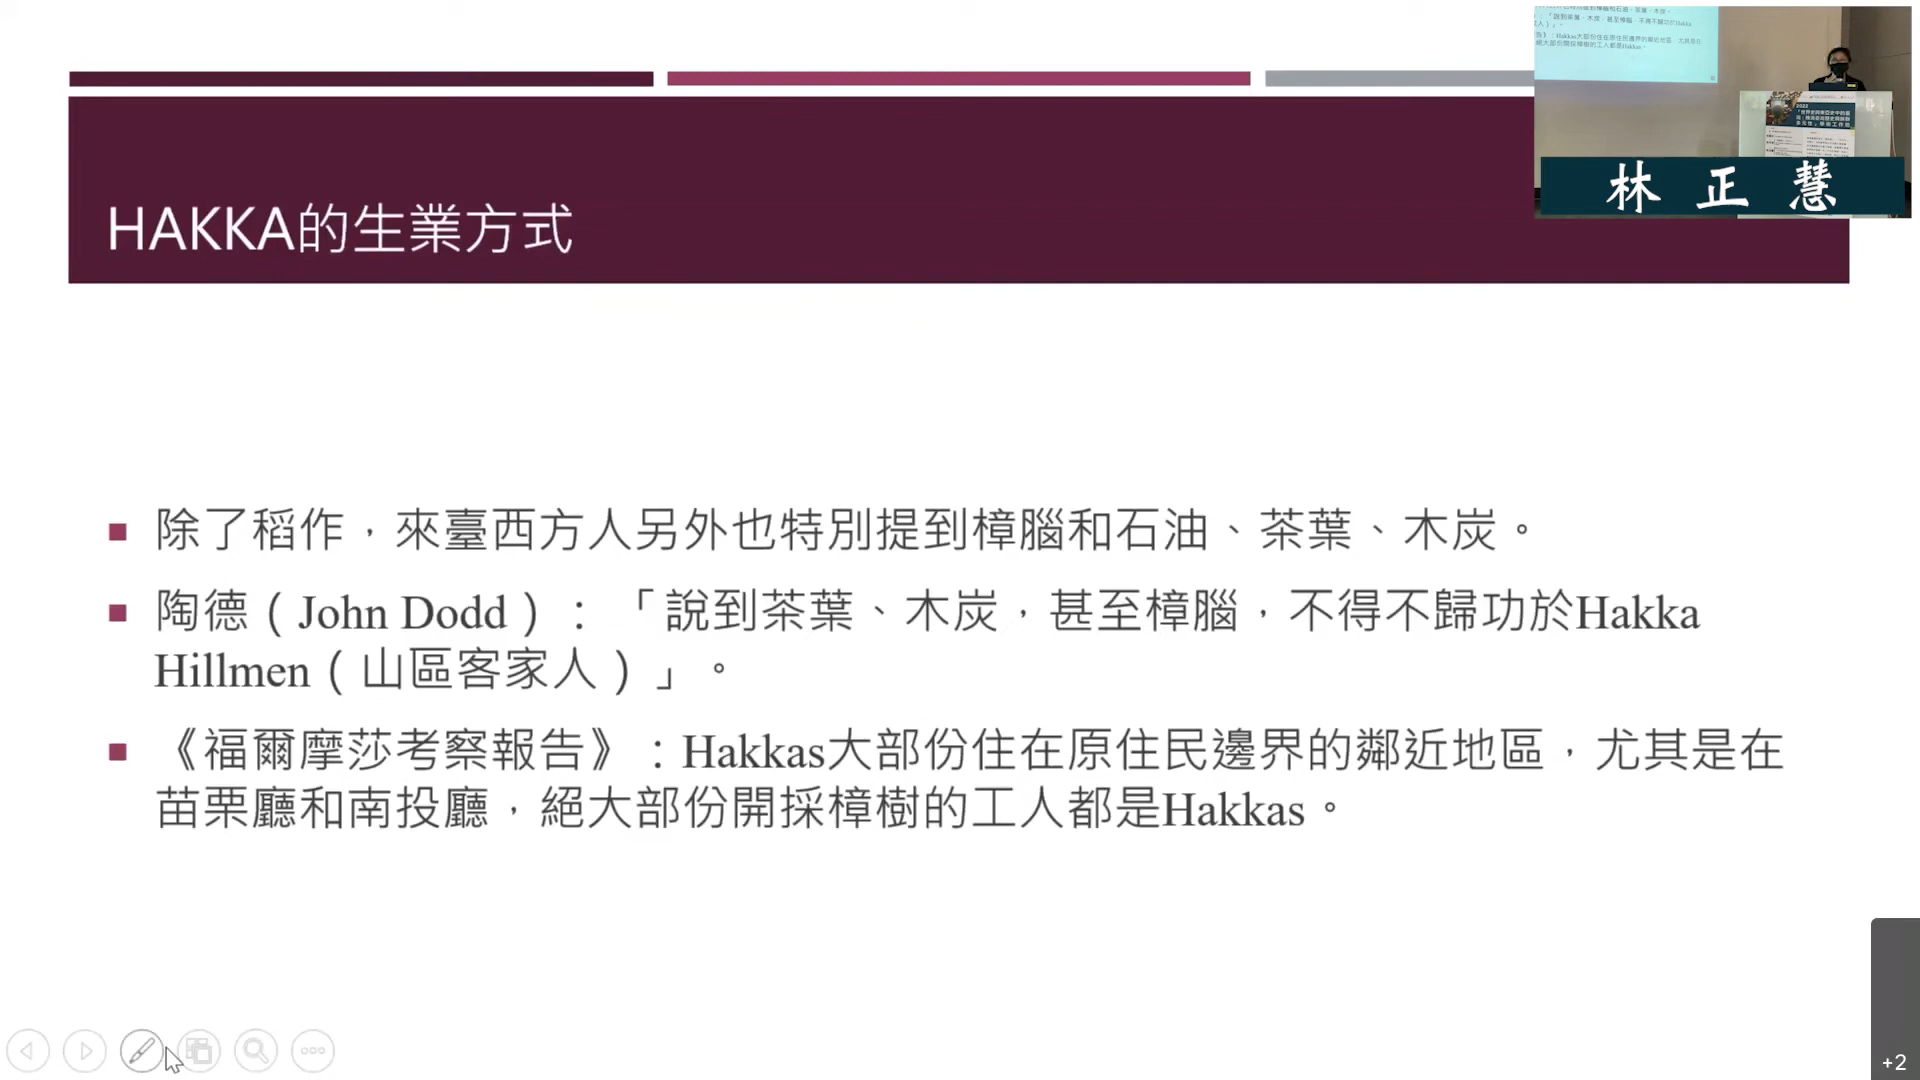 HAKKA的生業方式
除了稻作，來臺西方人另外也特別提到樟腦和石油、茶葉、木炭。
陶德（John Dodd）：「說到茶葉、木炭，甚至樟腦，不得不歸功於Hakka
Hillmen（山區客家人）」。
《福爾摩莎考察報告》：Hakkas大部份住在原住民邊界的鄰近地區，尤其是在
苗栗廳和南投廳，絕大部份開採樟樹的工人都是Hakkas。
林正慧
+2